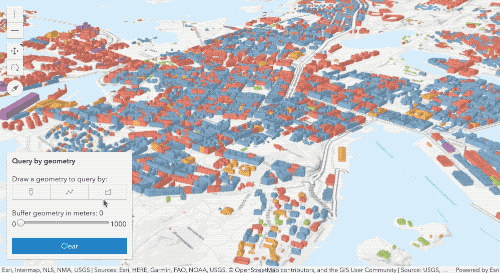 Query by geometry
Draw a geometry to query by:
Buffer geometry in meters: 0
0 1000
Clear
Esri, Intermap, NLS, NMA, USGS | Sources: Esri, HERE, Garmin, FAO, NOAA, USGS, © OpenStreetMap contributors, and the GIS User Community | Source: USGS, ... Powered by Esri